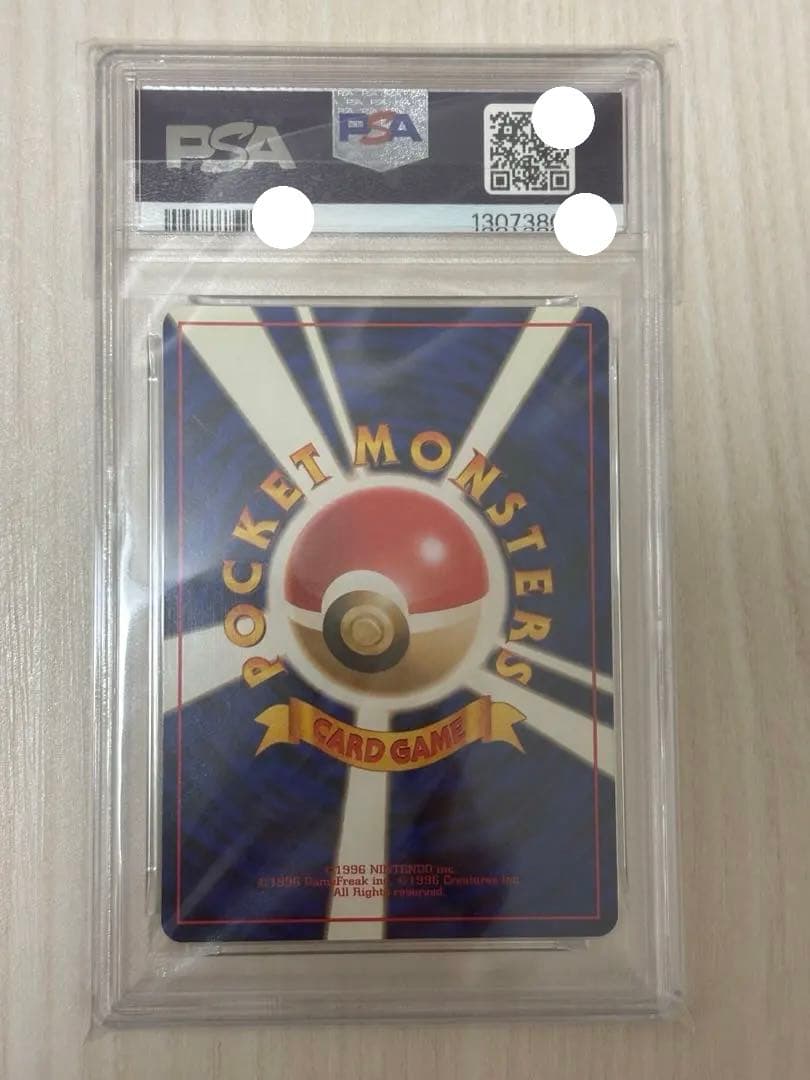 PSA
PSA
130738
POCKET MONSTERS
CARD GAME
©1996 NINTENDO inc.
©1996 GameFreak inc. ©1996 Creatures inc.
All Rights reserved.